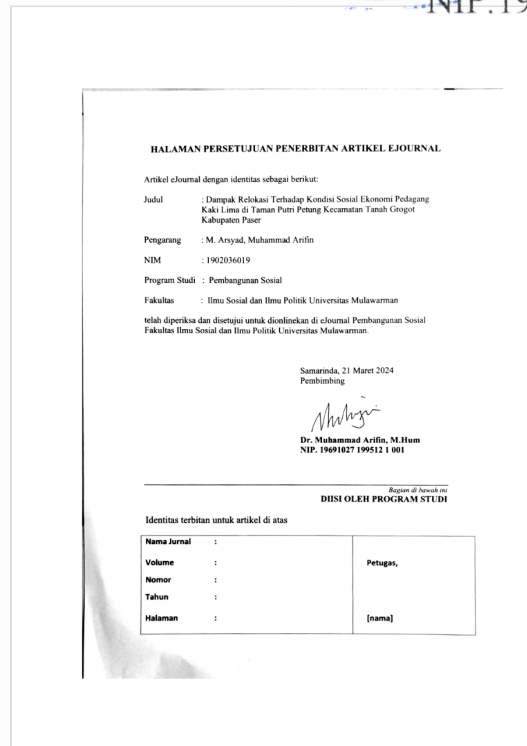 NIP.19
HALAMAN PERSETUJUAN PENERBITAN ARTIKEL EJOURNAL
Artikel eJournal dengan identitas sebagai berikut:
Judul : Dampak Relokasi Terhadap Kondisi Sosial Ekonomi Pedagang
Kaki Lima di Taman Putri Petung Kecamatan Tanah Grogot
Kabupaten Paser
Pengarang : M. Arsyad, Muhammad Arifin
NIM : 1902036019
Program Studi : Pembangunan Sosial
Fakultas : Ilmu Sosial dan Ilmu Politik Universitas Mulawarman
telah diperiksa dan disetujui untuk dionlinekan di eJournal Pembangunan Sosial
Fakultas Ilmu Sosial dan Ilmu Politik Universitas Mulawarman.
Samarinda, 21 Maret 2024
Pembimbing
Dr. Muhammad Arifin, M.Hum
NIP. 19691027 199512 1 001
Bagian di bawah ini
DIISI OLEH PROGRAM STUDI
Identitas terbitan untuk artikel di atas
Nama Jurnal :
Volume : Petugas,
Nomor :
Tahun :
Halaman : [nama]